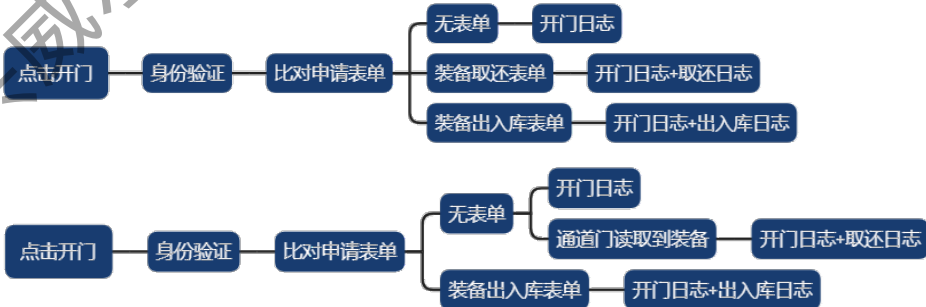 无表单
开门日志
点击开门
身份验证
比对申请表单
装备取还表单
开门日志+取还日志
装备出入库表单
开门日志+出入库日志
开门日志
无表单
通道门读取到装备
开门日志+取还日志
点击开门
身份验证
比对申请表单
装备出入库表单
开门日志+出入库日志